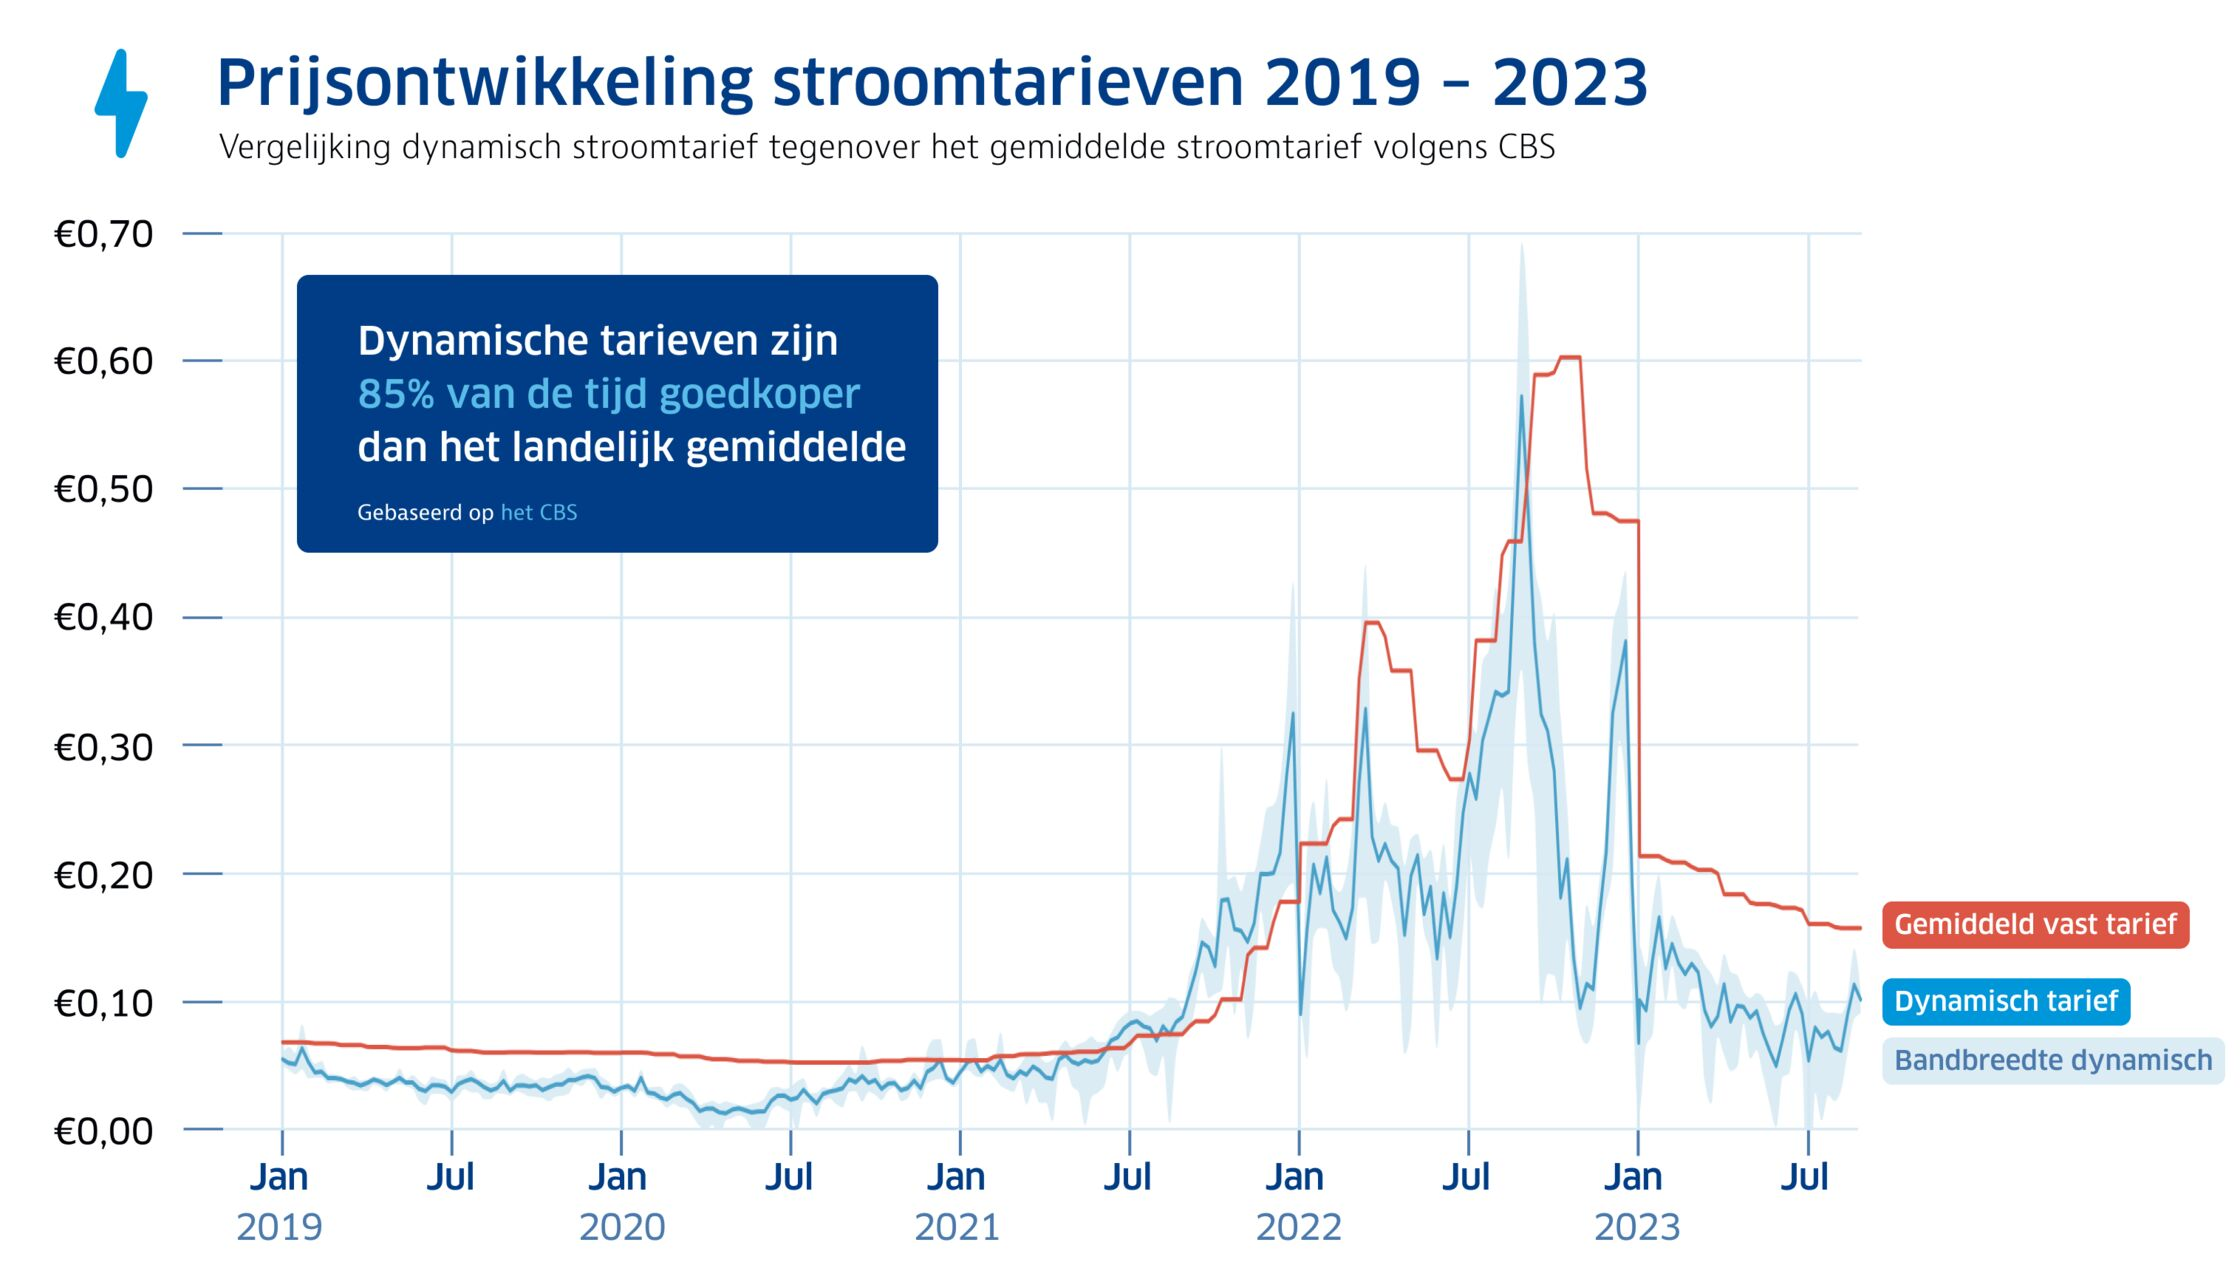 Prijsontwikkeling stroomtarieven 2019 – 2023
Vergelijking dynamisch stroomtarief tegenover het gemiddelde stroomtarief volgens CBS
€0,70
Dynamische tarieven zijn
85% van de tijd goedkoper
dan het landelijk gemiddelde
Gebaseerd op het CBS
€0,60
€0,50
€0,40
€0,30
€0,20
€0,10
€0,00
Gemiddeld vast tarief
Dynamisch tarief
Bandbreedte dynamisch
Jan Jul Jan Jul Jan Jul Jan Jul Jan Jul
2019 2020 2021 2022 2023